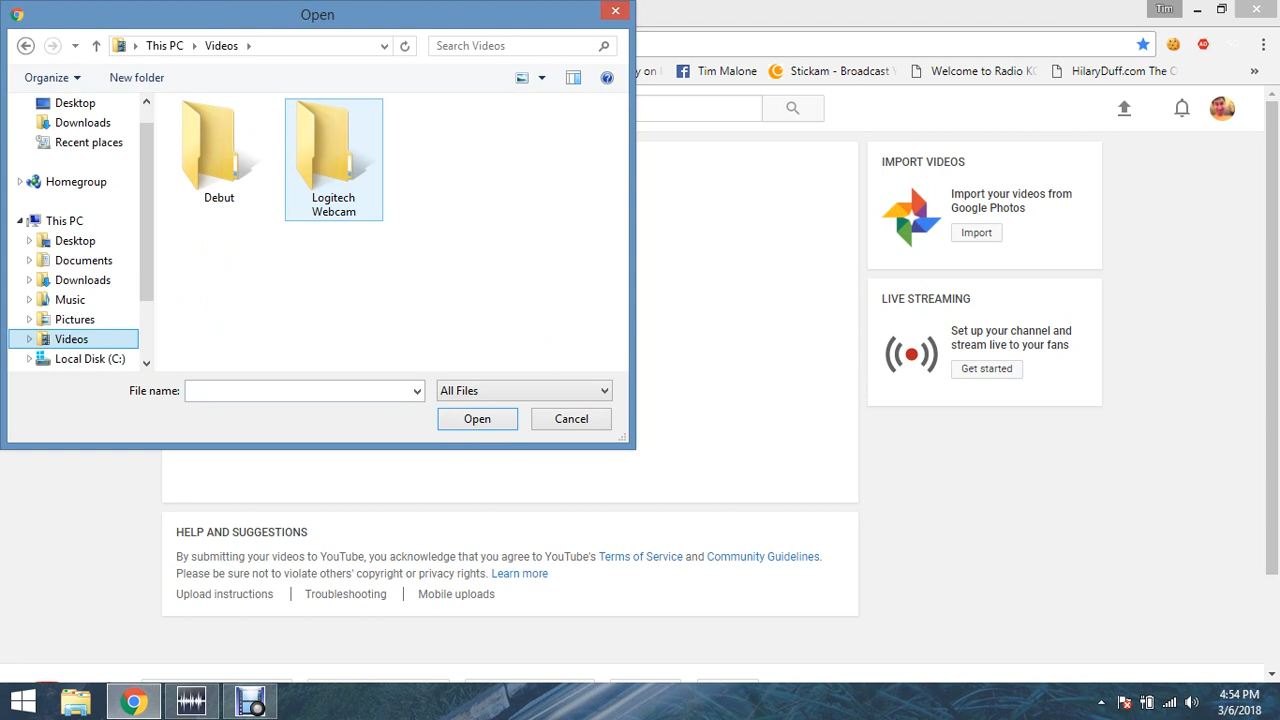 Open
Tim
This PC
Videos
Search Videos
Organize
New folder
Tim Malone
Stickam - Broadcast
Welcome to Radio
HilaryDuff.com The
Desktop
Downloads
Recent places
Homegroup
This PC
Desktop
Documents
Downloads
Music
Pictures
Videos
Local Disk (C:)
Debut
Logitech
Webcam
File name:
All Files
Open
Cancel
IMPORT VIDEOS
Import your videos from
Google Photos
Import
LIVE STREAMING
Set up your channel and
stream live to your fans
Get started
HELP AND SUGGESTIONS
By submitting your videos to YouTube, you acknowledge that you agree to YouTube's Terms of Service and Community Guidelines.
Please be sure not to violate others' copyright or privacy rights. Learn more
Upload instructions | Troubleshooting | Mobile uploads
4:54 PM
3/6/2018